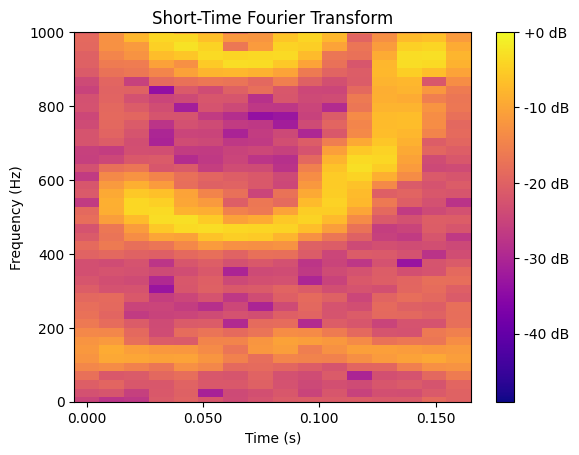 Short-Time Fourier Transform
1000
800
600
400
200
0
Frequency (Hz)
0.000
0.050
0.100
0.150
Time (s)
+0 dB
-10 dB
-20 dB
-30 dB
-40 dB